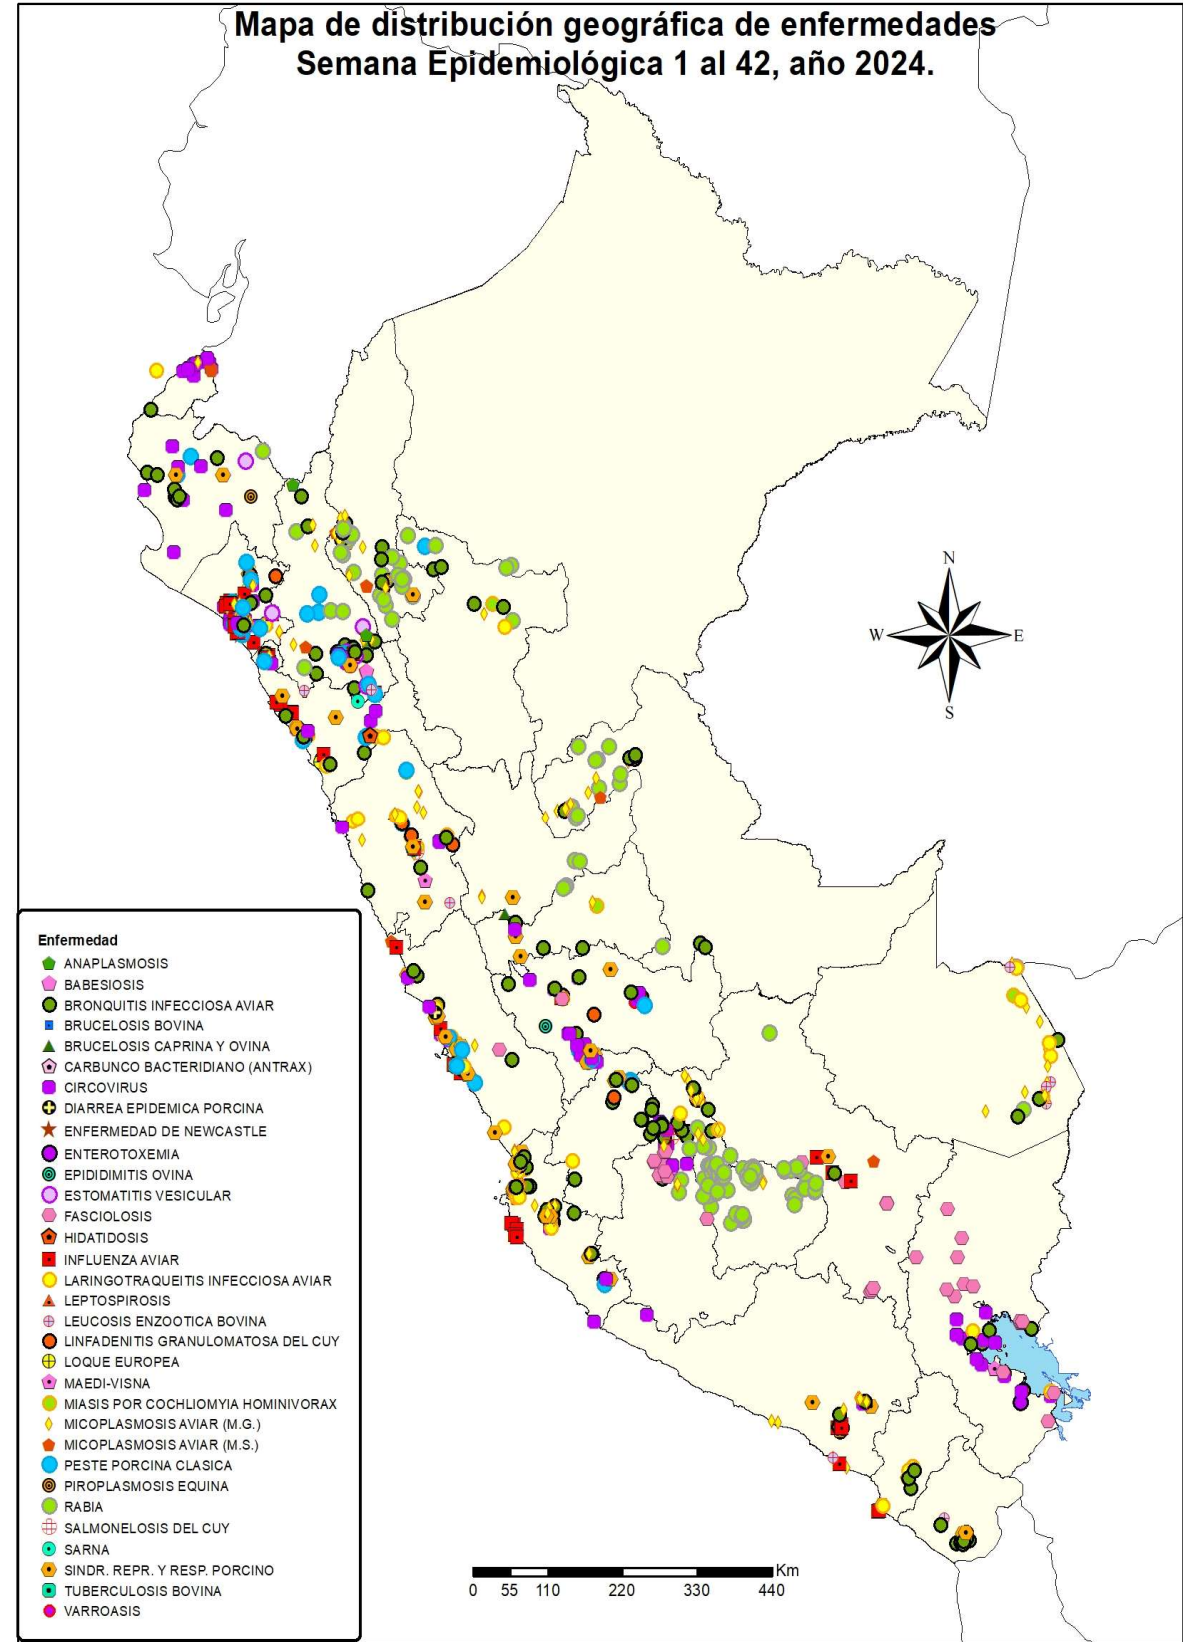 Mapa de distribución geográfica de enfermedades
Semana Epidemiológica 1 al 42, año 2024.
N
W
E
S
Enfermedad
ANAPLASMOSIS
BABESIOSIS
BRONQUITIS INFECCIOSA AVIAR
BRUCELOSIS BOVINA
BRUCELOSIS CAPRINA Y OVINA
CARBUNCO BACTERIDIANO (ANTRAX)
CIRCOVIRUS
DIARREA EPIDEMICA PORCINA
ENFERMEDAD DE NEWCASTLE
ENTEROTOXEMIA
EPIDIDIMITIS OVINA
ESTOMATITIS VESICULAR
FASCIOLOSIS
HIDATIDOSIS
INFLUENZA AVIAR
LARINGOTRAQUEITIS INFECCIOSA AVIAR
LEPTOSPIROSIS
LEUCOSIS ENZOOTICA BOVINA
LINFADENITIS GRANULOMATOSA DEL CUY
LOQUE EUROPEA
MAEDI-VISNA
MIASIS POR COCHLIOMYIA HOMINIVORAX
MICOPLASMOSIS AVIAR (M.G.)
MICOPLASMOSIS AVIAR (M.S.)
PESTE PORCINA CLASICA
PIROPLASMOSIS EQUINA
RABIA
SALMONELOSIS DEL CUY
SARNA
SINDR. REPR. Y RESP. PORCINO
TUBERCULOSIS BOVINA
VARROASIS
Km
0 55 110 220 330 440